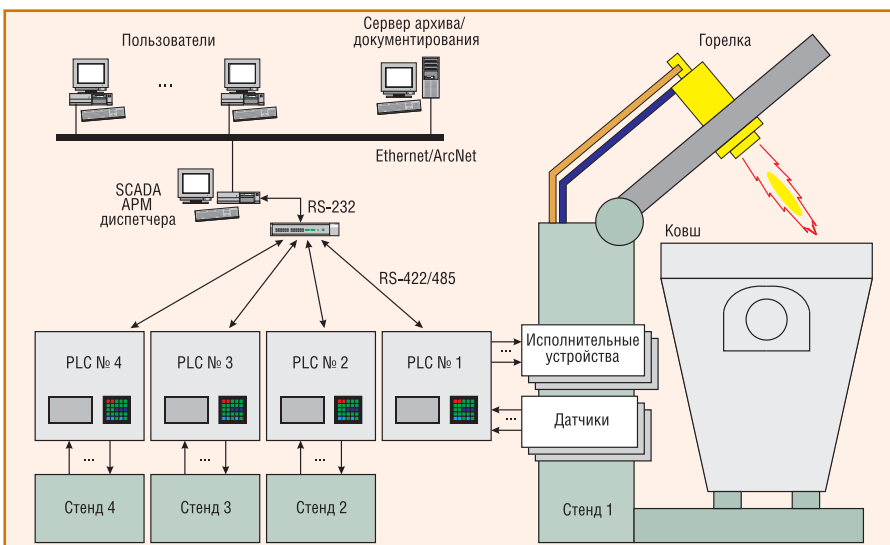 Пользователи
Сервер архива/
документирования
...
Ethernet/ArcNet
SCADA
АРМ
диспетчера
RS-232
RS-422/485
Горелка
Ковш
PLC № 4
PLC № 3
PLC № 2
PLC № 1
...
Исполнительные
устройства
...
Датчики
...
...
...
Стенд 4
Стенд 3
Стенд 2
Стенд 1